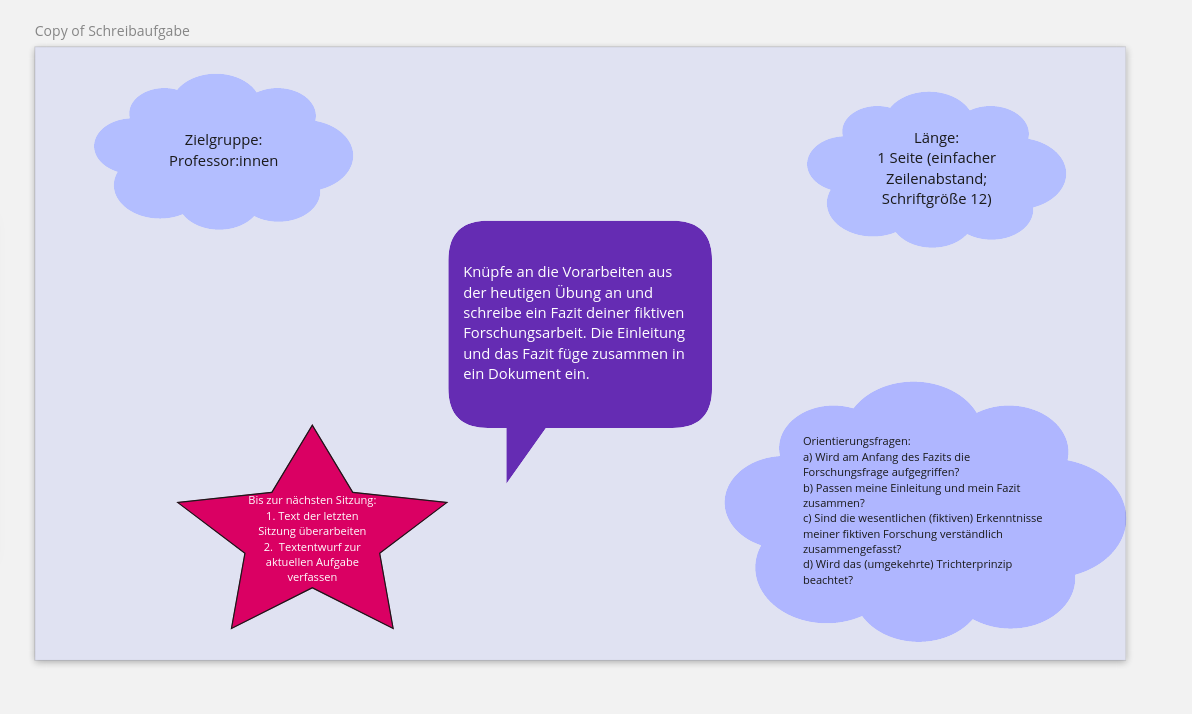 Copy of Schreibaufgabe
Zielgruppe:
Professor:innen
Länge:
1 Seite (einfacher
Zeilenabstand;
Schriftgröße 12)
Knüpfe an die Vorarbeiten aus
der heutigen Übung an und
schreibe ein Fazit deiner fiktiven
Forschungsarbeit. Die Einleitung
und das Fazit füge zusammen in
ein Dokument ein.
Bis zur nächsten Sitzung:
1. Text der letzten
Sitzung überarbeiten
2. Textentwurf zur
aktuellen Aufgabe
verfassen
Orientierungsfragen:
a) Wird am Anfang des Fazits die
Forschungsfrage aufgegriffen?
b) Passen meine Einleitung und mein Fazit
zusammen?
c) Sind die wesentlichen (fiktiven) Erkenntnisse
meiner fiktiven Forschung verständlich
zusammengefasst?
d) Wird das (umgekehrte) Trichterprinzip
beachtet?